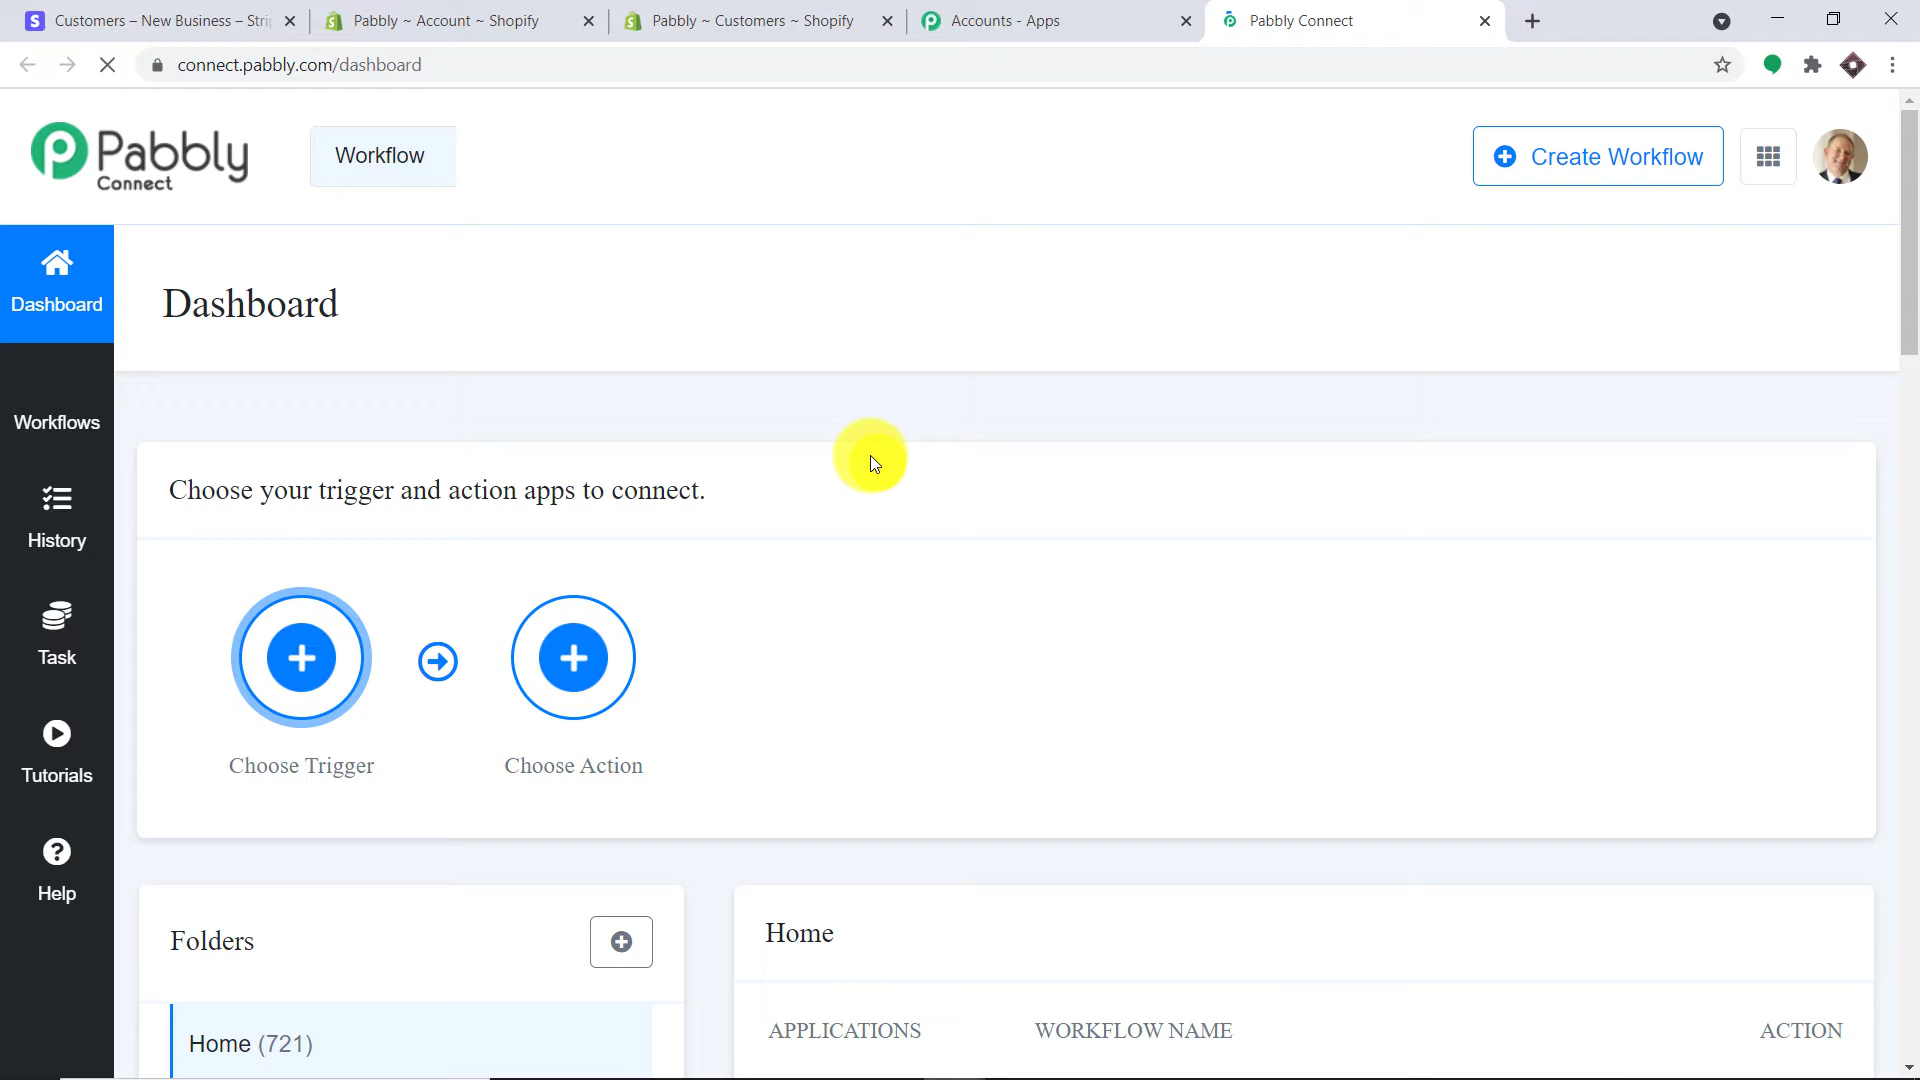 Customers – New Business – Stri
Pabbly ~ Account ~ Shopify
Pabbly ~ Customers ~ Shopify
Accounts - Apps
Pabbly Connect
connect.pabbly.com/dashboard
Pabbly
Connect
Workflow
Create Workflow
Dashboard
Dashboard
Workflows
Choose your trigger and action apps to connect.
History
Task
Choose Trigger
Choose Action
Tutorials
Help
Folders
Home
Home (721)
APPLICATIONS WORKFLOW NAME ACTION